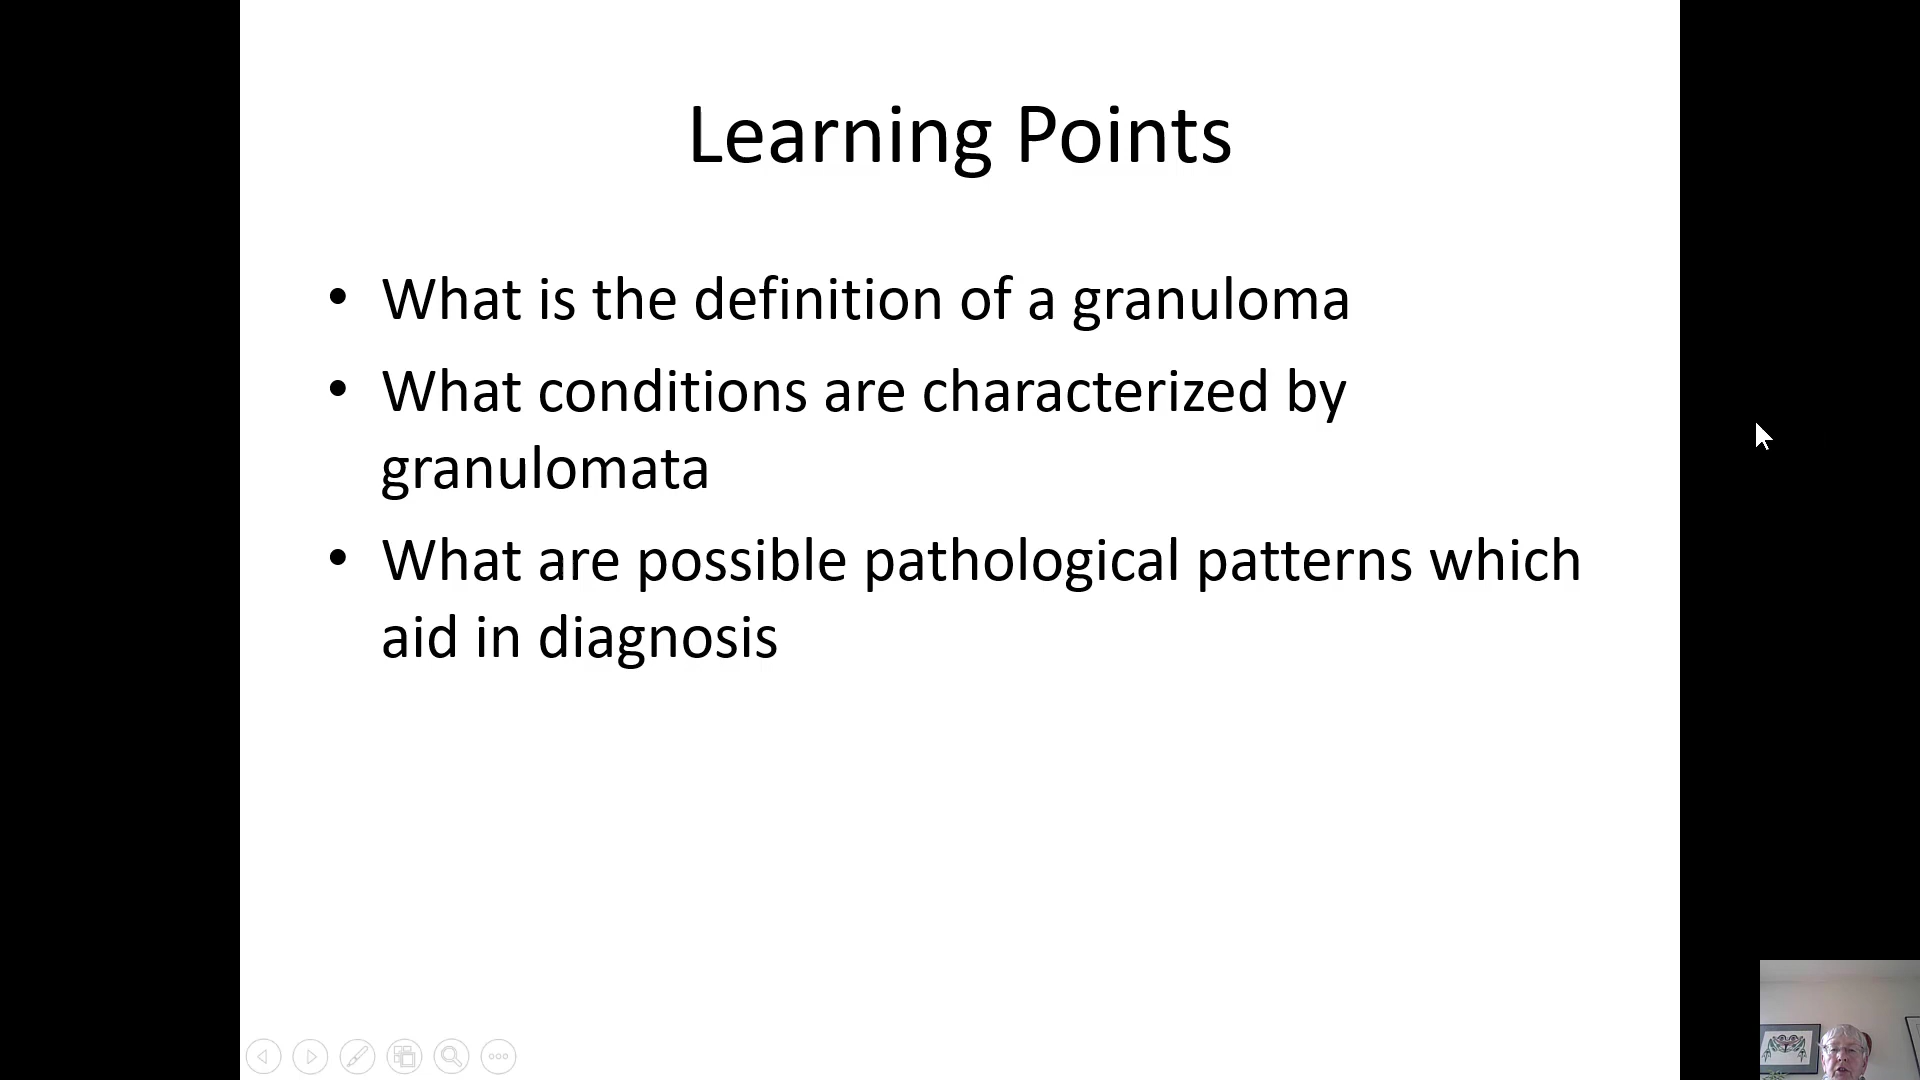 Learning Points
• What is the definition of a granuloma
• What conditions are characterized by
granulomata
• What are possible pathological patterns which
aid in diagnosis